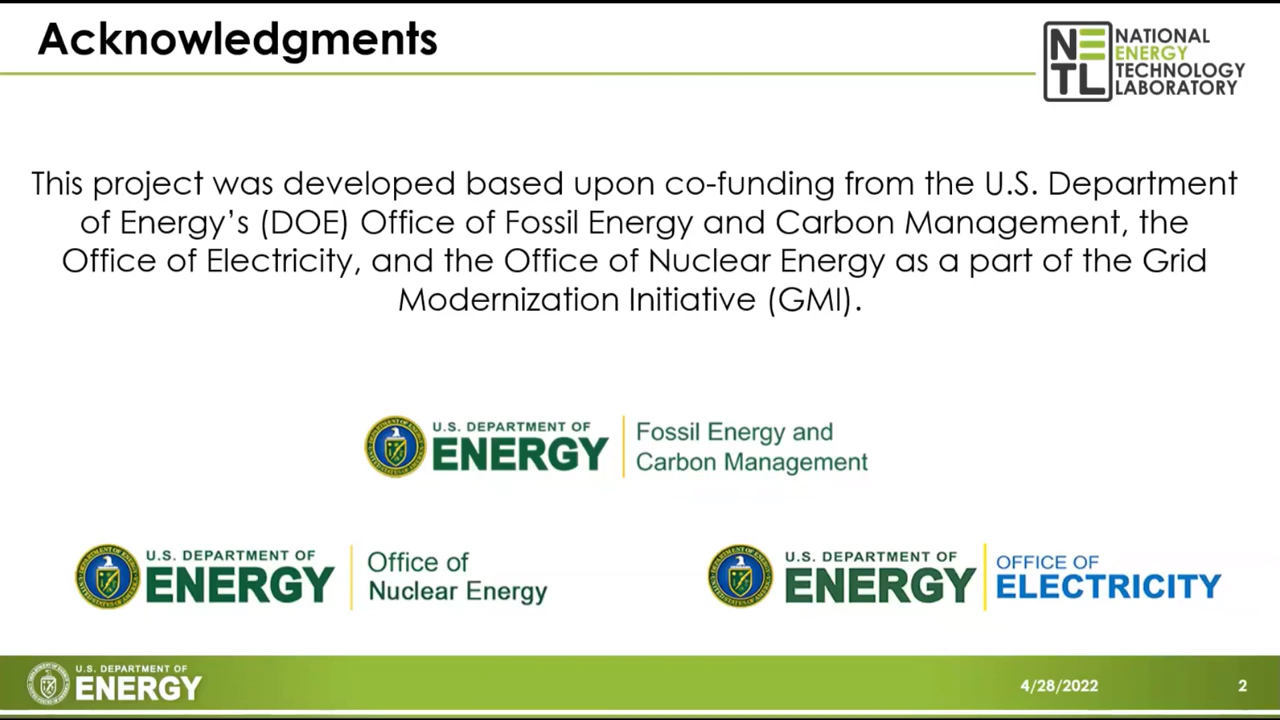 Acknowledgments
NETL
NATIONAL
ENERGY
TECHNOLOGY
LABORATORY
This project was developed based upon co-funding from the U.S. Department
of Energy’s (DOE) Office of Fossil Energy and Carbon Management, the
Office of Electricity, and the Office of Nuclear Energy as a part of the Grid
Modernization Initiative (GMI).
U.S. DEPARTMENT OF
ENERGY
Fossil Energy and
Carbon Management
U.S. DEPARTMENT OF
ENERGY
Office of
Nuclear Energy
U.S. DEPARTMENT OF
ENERGY
OFFICE OF
ELECTRICITY
U.S. DEPARTMENT OF
ENERGY
4/28/2022
2